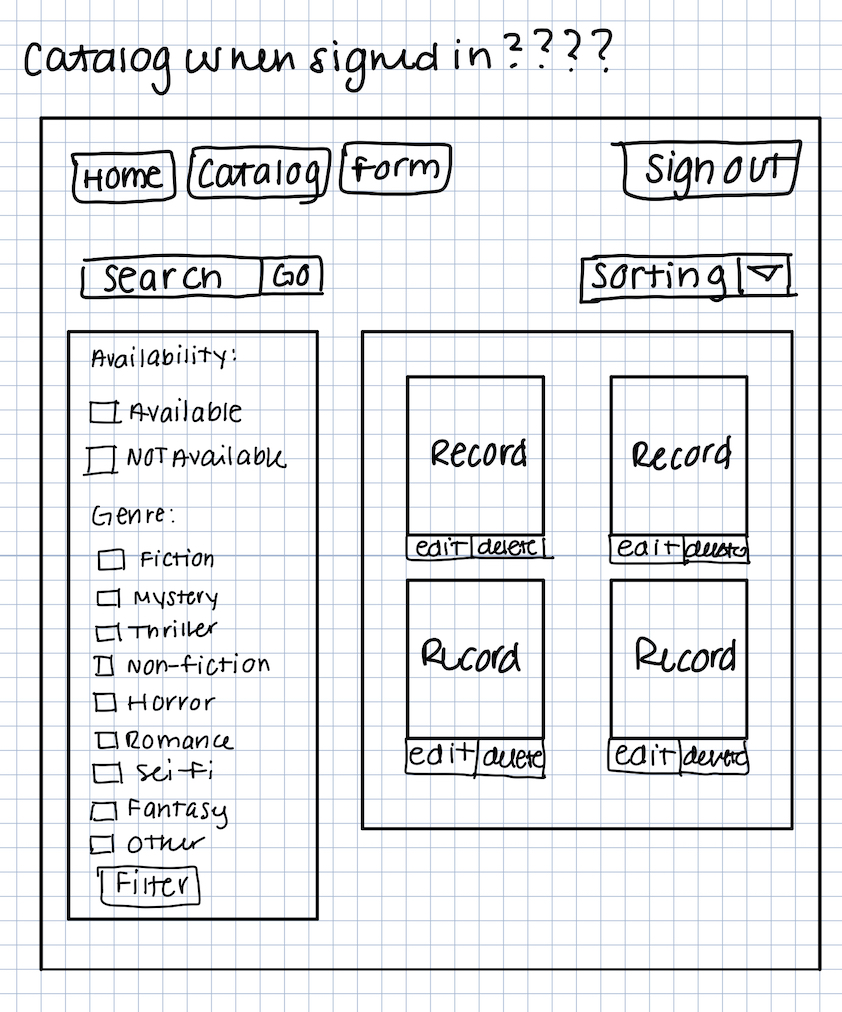 Catalog when signed in????
Home Catalog Form Sign out
Search GO Sorting
Availability:
Available
NOT Available
Genre:
Fiction
Mystery
Thriller
Non-fiction
Horror
Romance
Sci-fi
Fantasy
Other
Filter
Record Record
edit delete edit delete
Record Record
edit delete edit delete